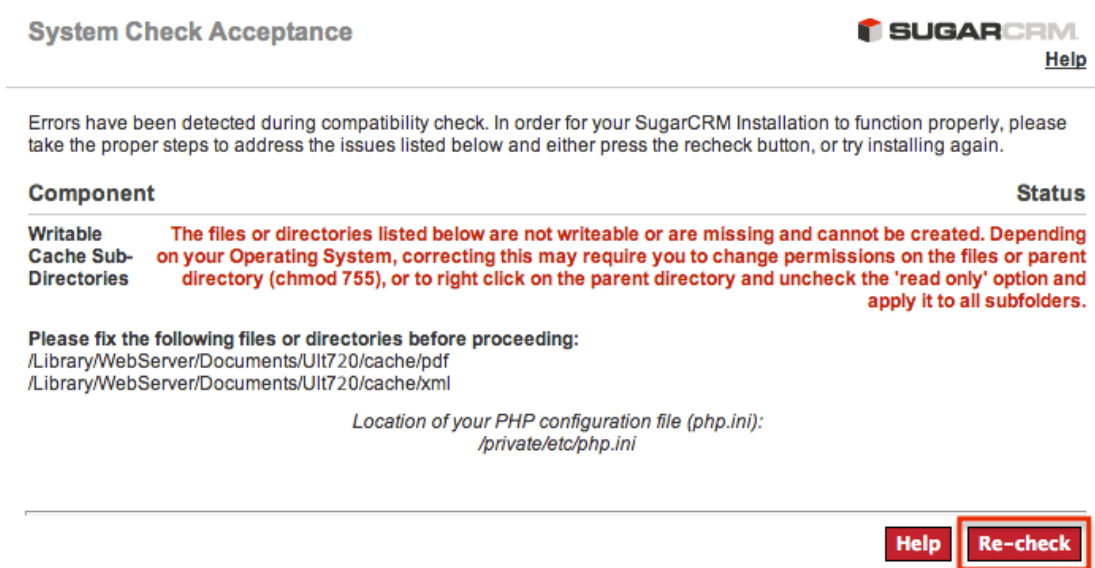 System Check Acceptance
SUGARCRM
Help
Errors have been detected during compatibility check. In order for your SugarCRM Installation to function properly, please
take the proper steps to address the issues listed below and either press the recheck button, or try installing again.
Component Status
Writable The files or directories listed below are not writeable or are missing and cannot be created. Depending
Cache Sub- on your Operating System, correcting this may require you to change permissions on the files or parent
Directories directory (chmod 755), or to right click on the parent directory and uncheck the 'read only' option and
apply it to all subfolders.
Please fix the following files or directories before proceeding:
/Library/WebServer/Documents/Ult720/cache/pdf
/Library/WebServer/Documents/Ult720/cache/xml
Location of your PHP configuration file (php.ini):
/private/etc/php.ini
Help Re-check